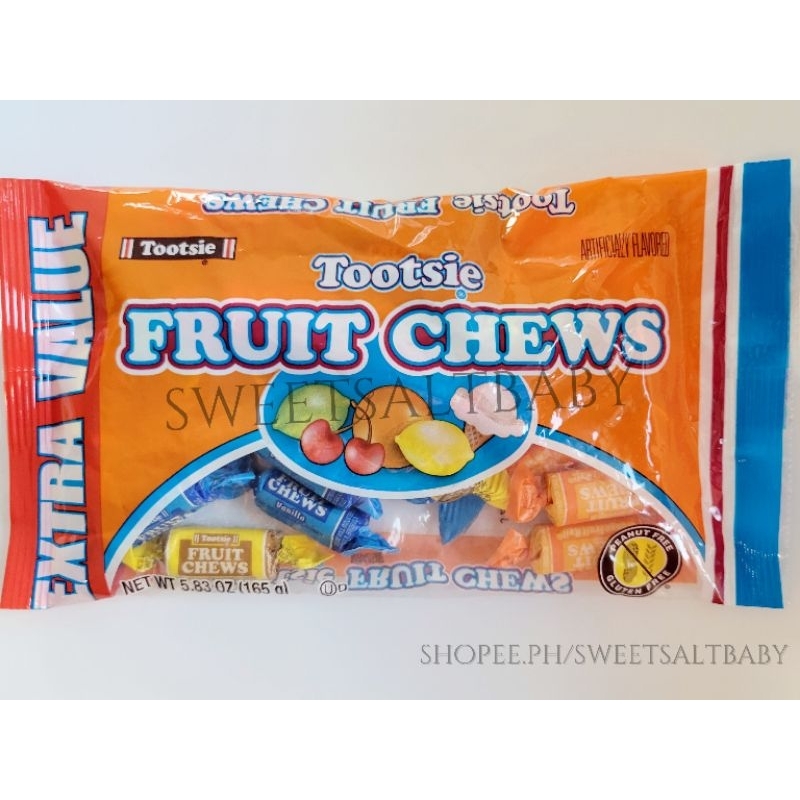 Tootsie FRUIT CHEWS
EXTRA VALUE
Tootsie
ARTIFICIALLY FLAVORED
Tootsie
FRUIT CHEWS
SWEETSALTBABY
CHEWS
Vanilla
Tootsie
FRUIT
CHEWS
PEANUT FREE
GLUTEN FREE
NET WT 5.83 OZ (165 g)
U D
FRUIT CHEWS
SHOPEE.PH/SWEETSALTBABY